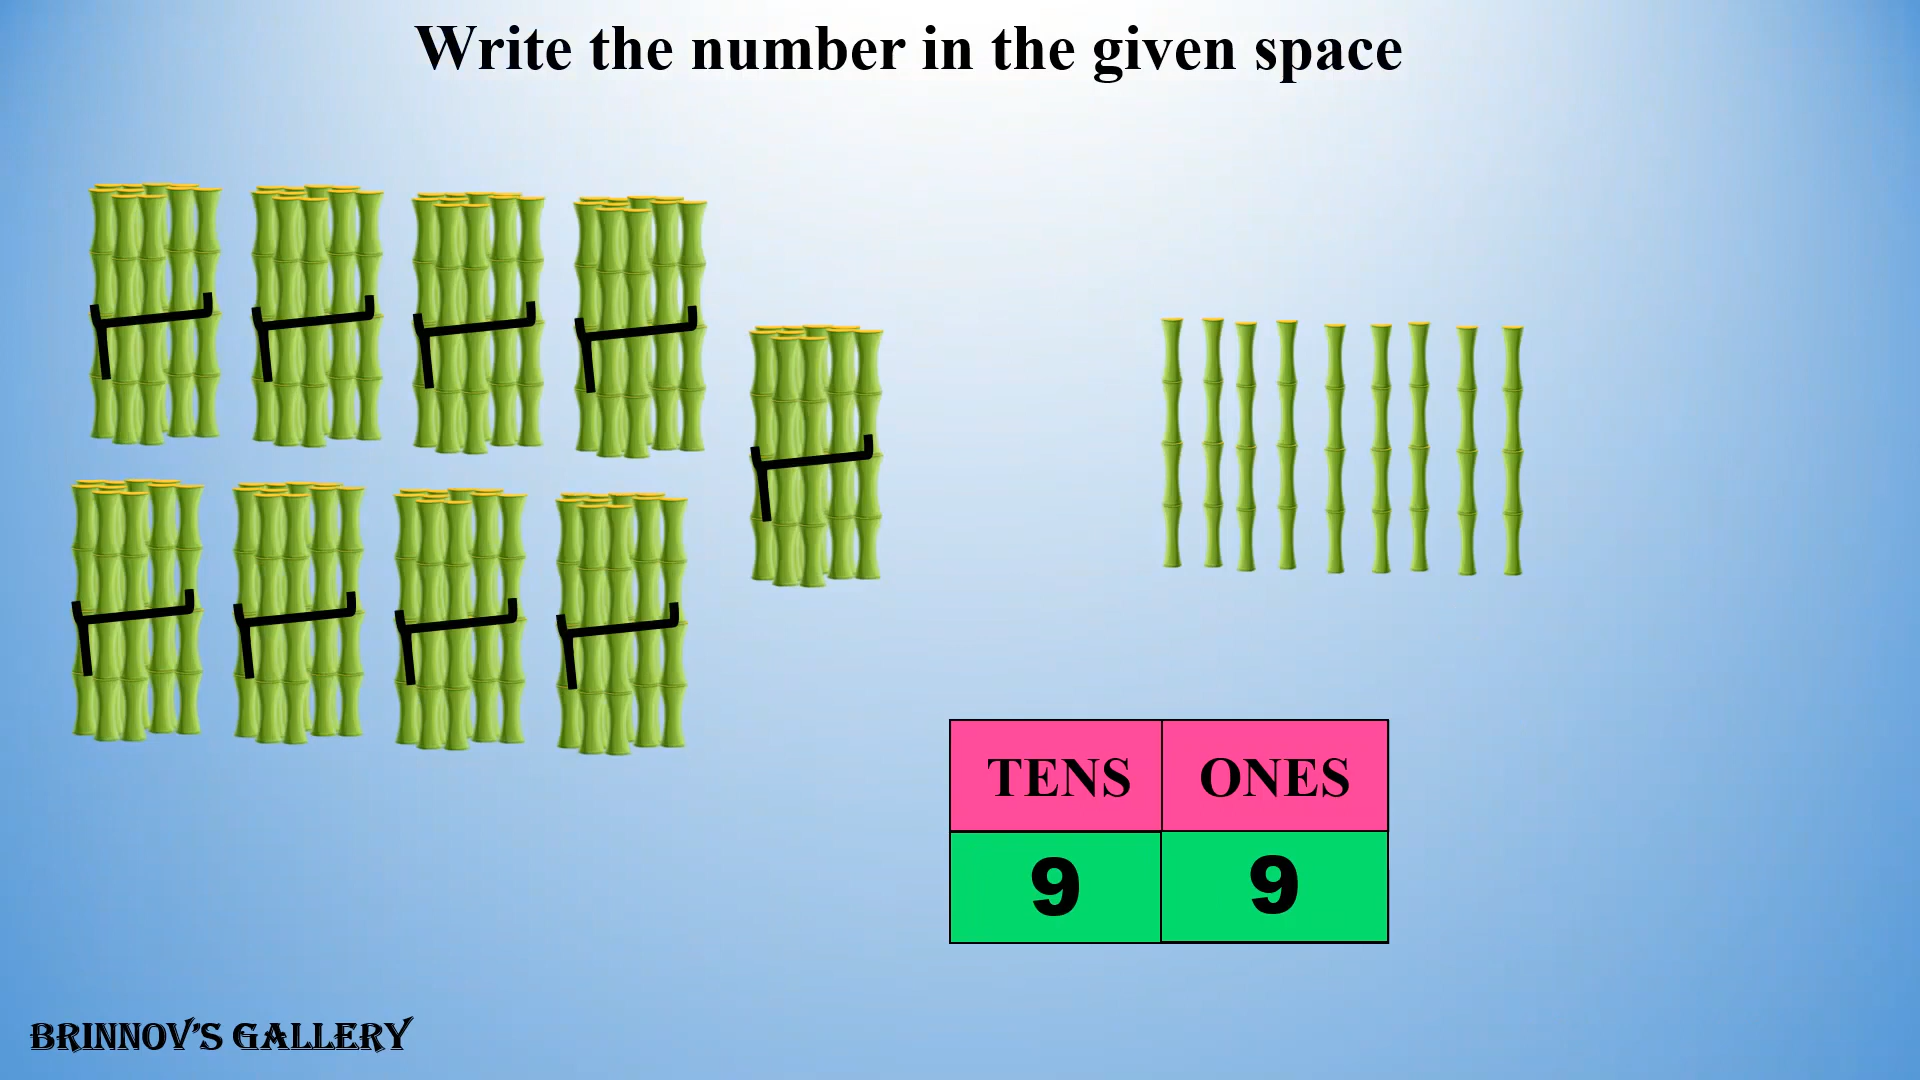 Write the number in the given space
TENS ONES
9 9
BRINNOV'S GALLERY